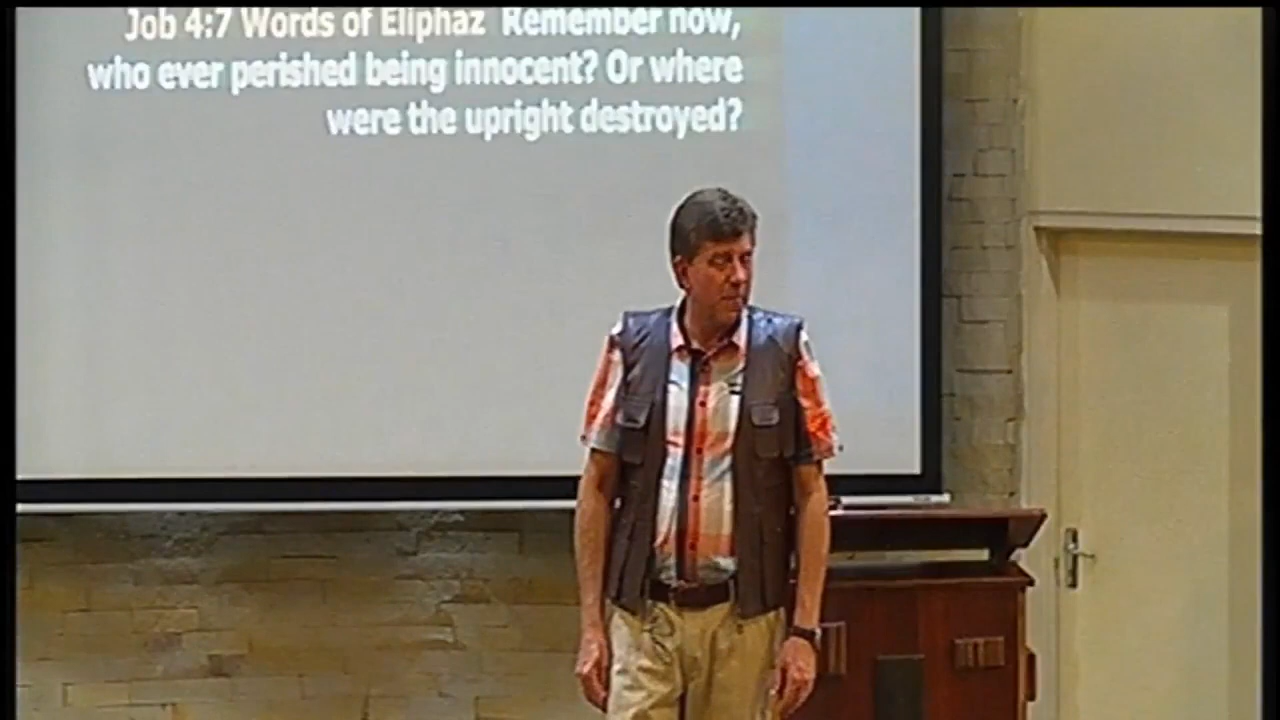 Job 4:7 Words of Eliphaz Remember now,
who ever perished being innocent? Or where
were the upright destroyed?